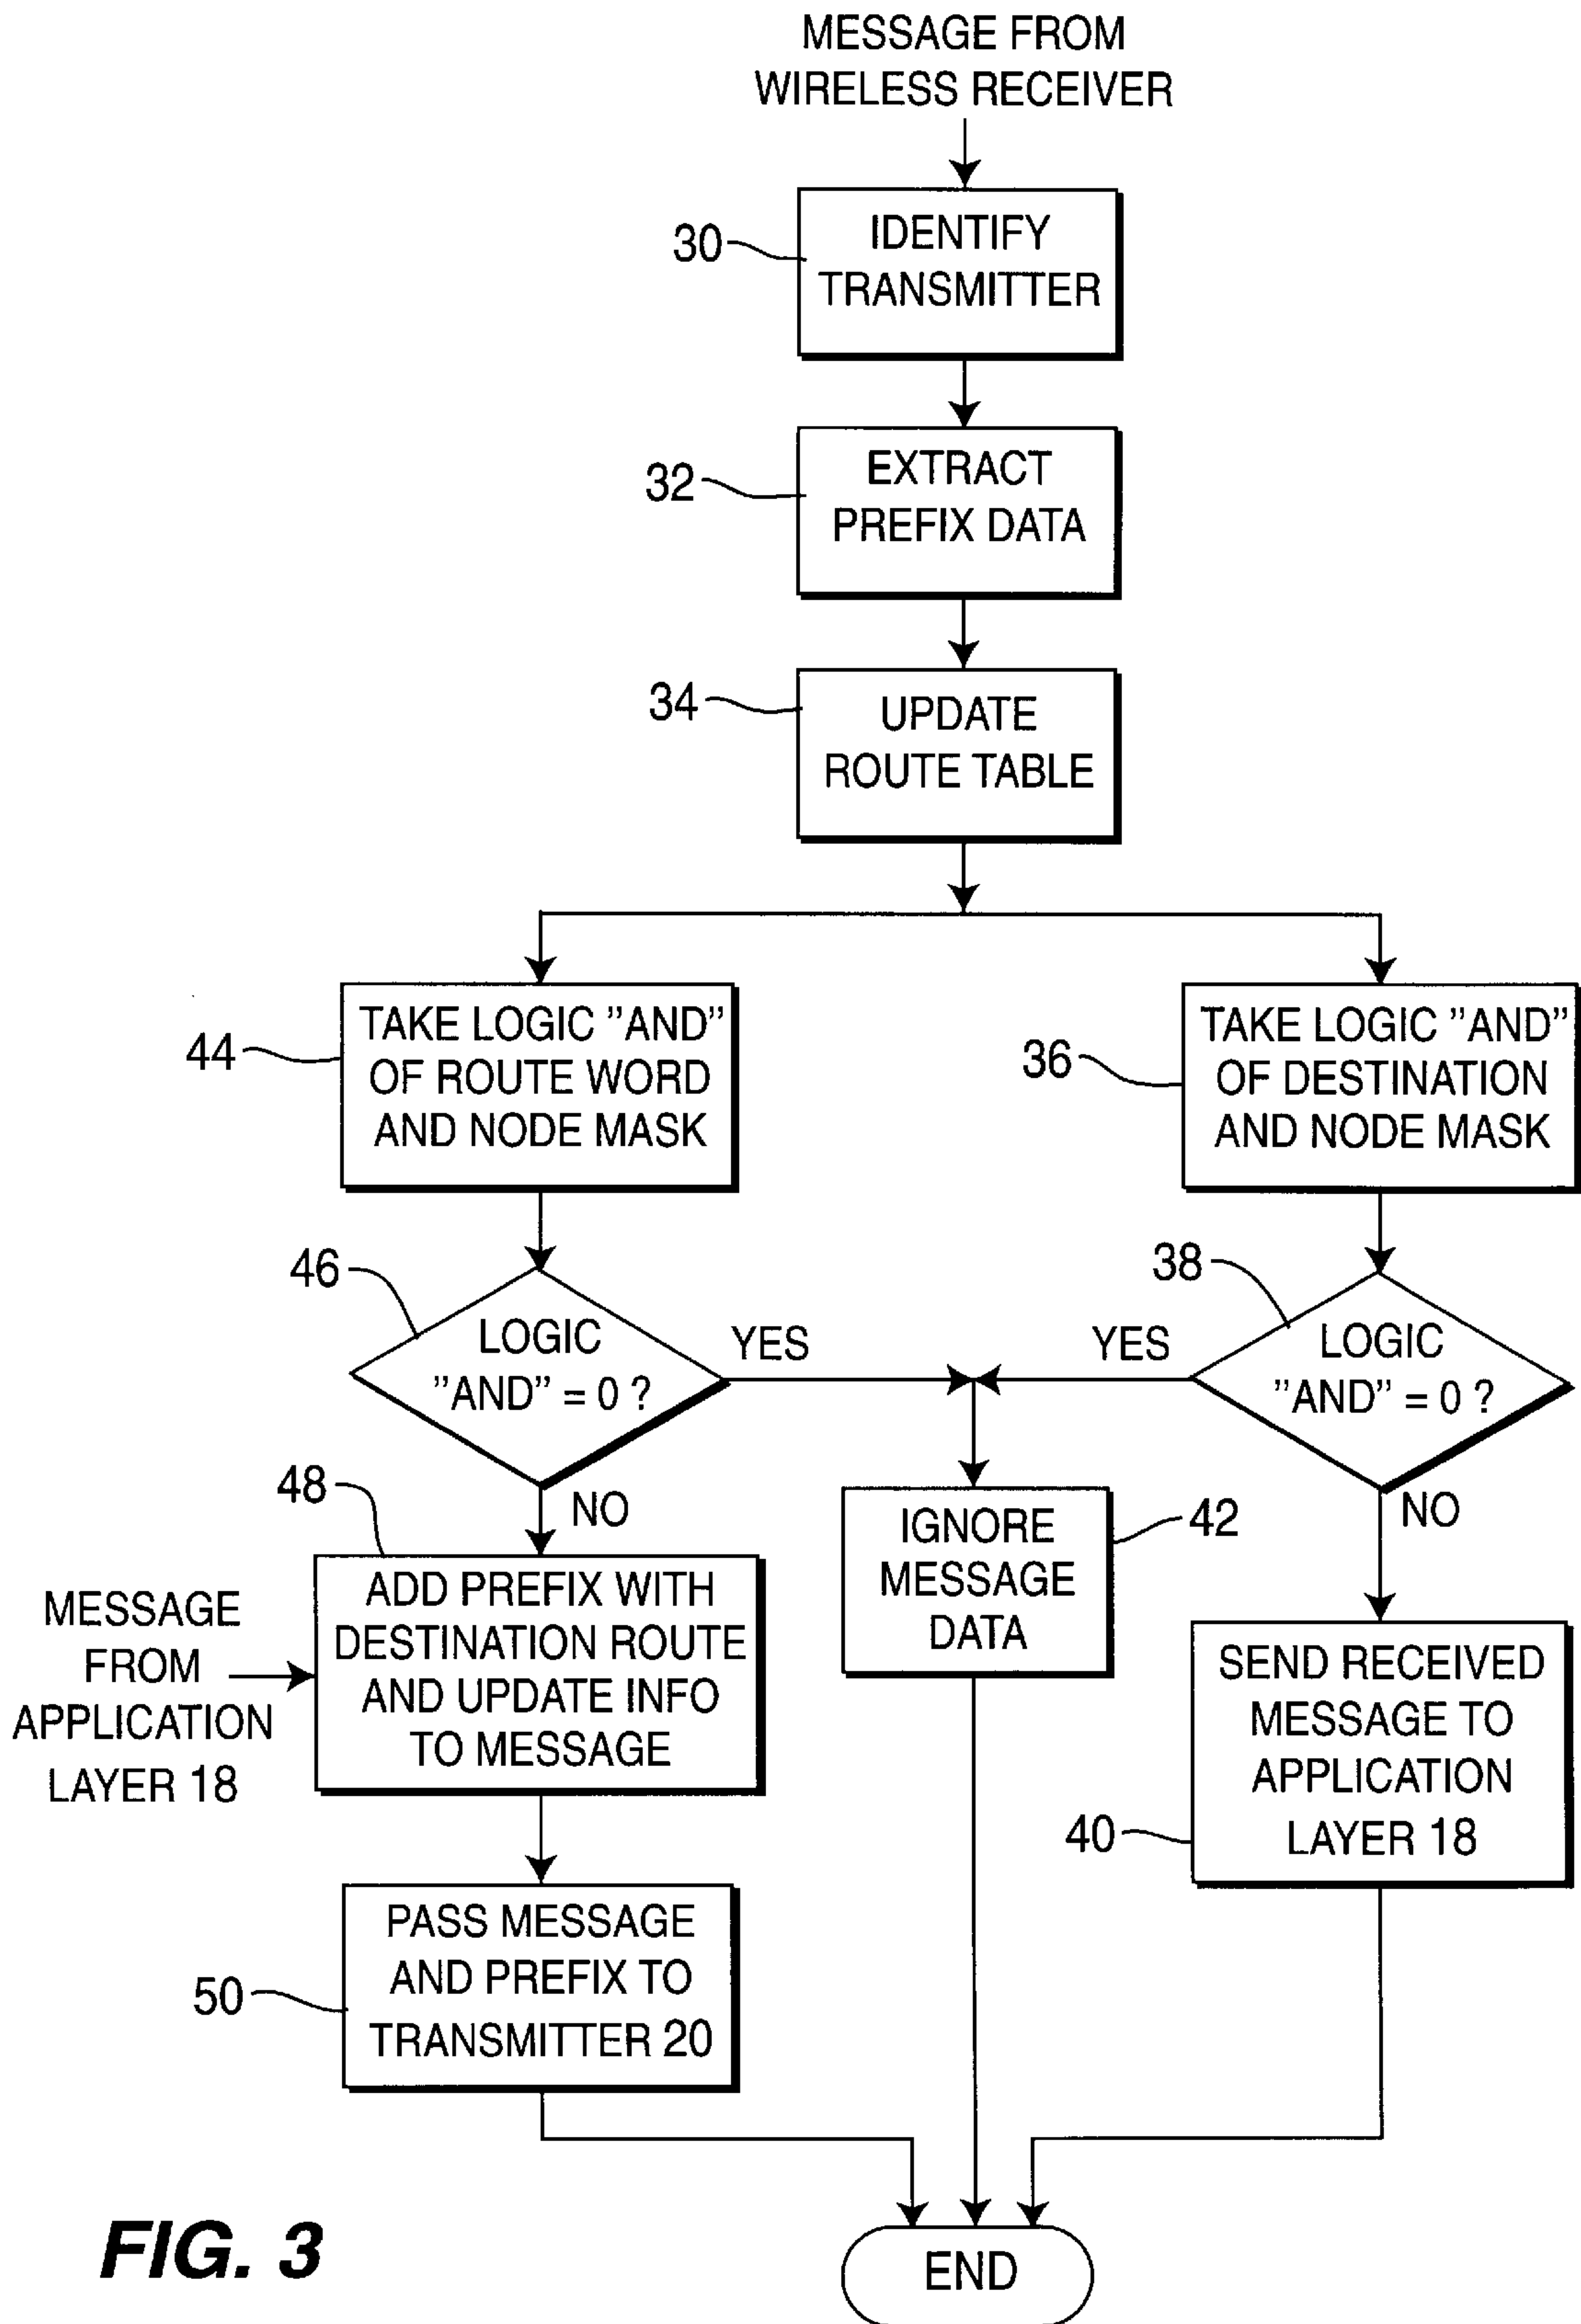 MESSAGE FROM
WIRELESS RECEIVER
30
IDENTIFY
TRANSMITTER
32
EXTRACT
PREFIX DATA
34
UPDATE
ROUTE TABLE
44
TAKE LOGIC "AND"
OF ROUTE WORD
AND NODE MASK
36
TAKE LOGIC "AND"
OF DESTINATION
AND NODE MASK
46
LOGIC
"AND" = 0 ?
YES
38
LOGIC
"AND" = 0 ?
YES
48
NO
MESSAGE
FROM
APPLICATION
LAYER 18
ADD PREFIX WITH
DESTINATION ROUTE
AND UPDATE INFO
TO MESSAGE
IGNORE
MESSAGE
DATA
42
NO
SEND RECEIVED
MESSAGE TO
APPLICATION
LAYER 18
40
50
PASS MESSAGE
AND PREFIX TO
TRANSMITTER 20
END
FIG. 3